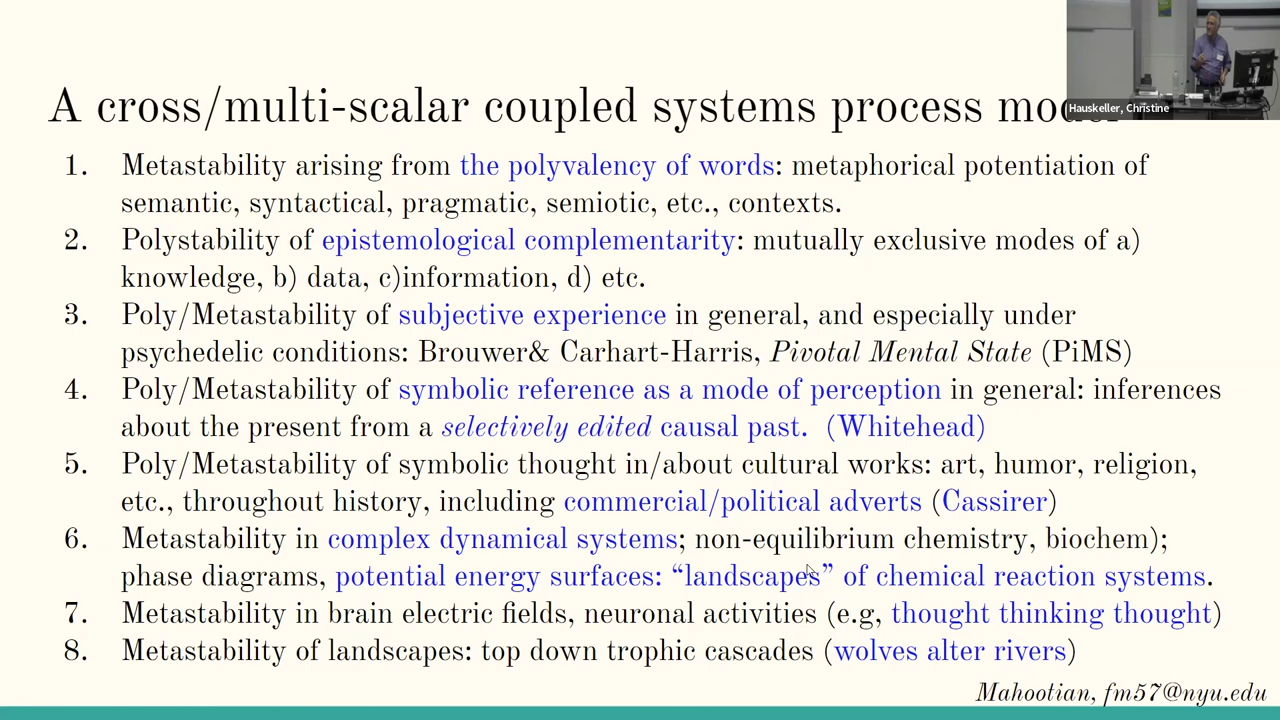 Hauskeller, Christine
A cross/multi-scalar coupled systems process model
1. Metastability arising from the polyvalency of words: metaphorical potentiation of
semantic, syntactical, pragmatic, semiotic, etc., contexts.
2. Polystability of epistemological complementarity: mutually exclusive modes of a)
knowledge, b) data, c)information, d) etc.
3. Poly/Metastability of subjective experience in general, and especially under
psychedelic conditions: Brouwer& Carhart-Harris, Pivotal Mental State (PiMS)
4. Poly/Metastability of symbolic reference as a mode of perception in general: inferences
about the present from a selectively edited causal past. (Whitehead)
5. Poly/Metastability of symbolic thought in/about cultural works: art, humor, religion,
etc., throughout history, including commercial/political adverts (Cassirer)
6. Metastability in complex dynamical systems; non-equilibrium chemistry, biochem);
phase diagrams, potential energy surfaces: “landscapes” of chemical reaction systems.
7. Metastability in brain electric fields, neuronal activities (e.g, thought thinking thought)
8. Metastability of landscapes: top down trophic cascades (wolves alter rivers)
Mahootian, fm57@nyu.edu